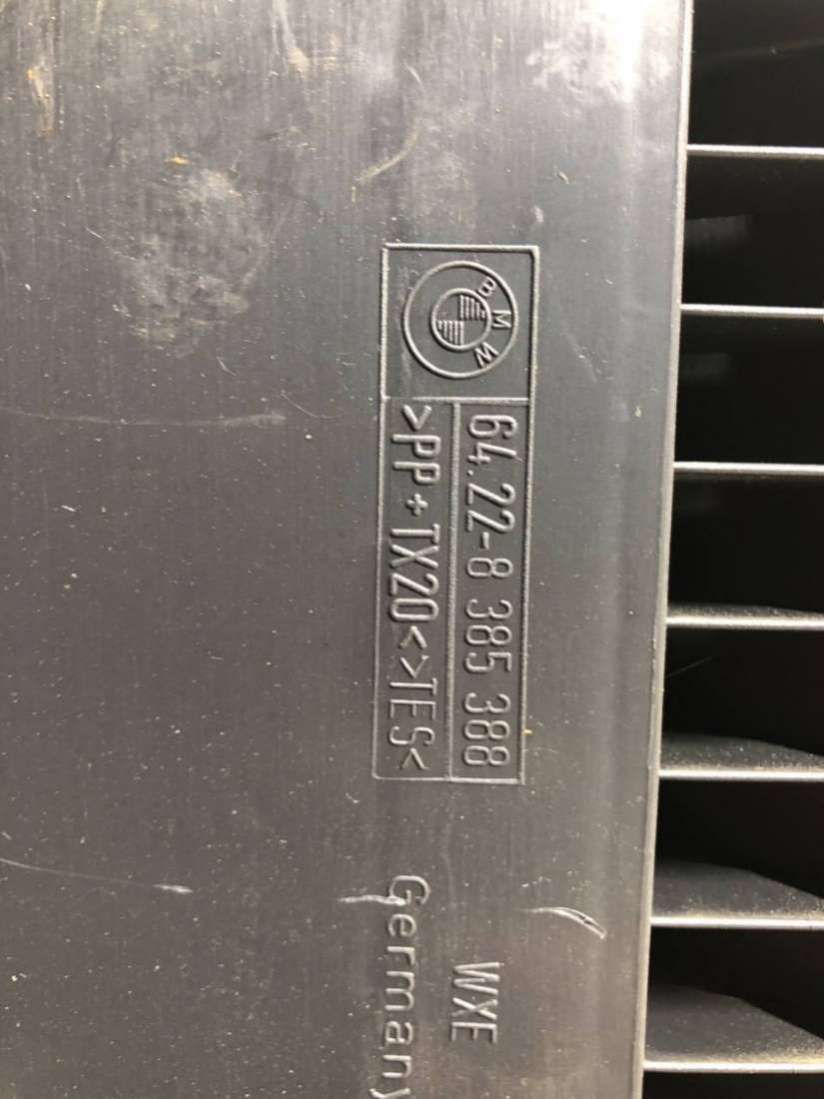 BMW
64.22-8 385 388
>PP+TX20<>TES<
WXE
Germany